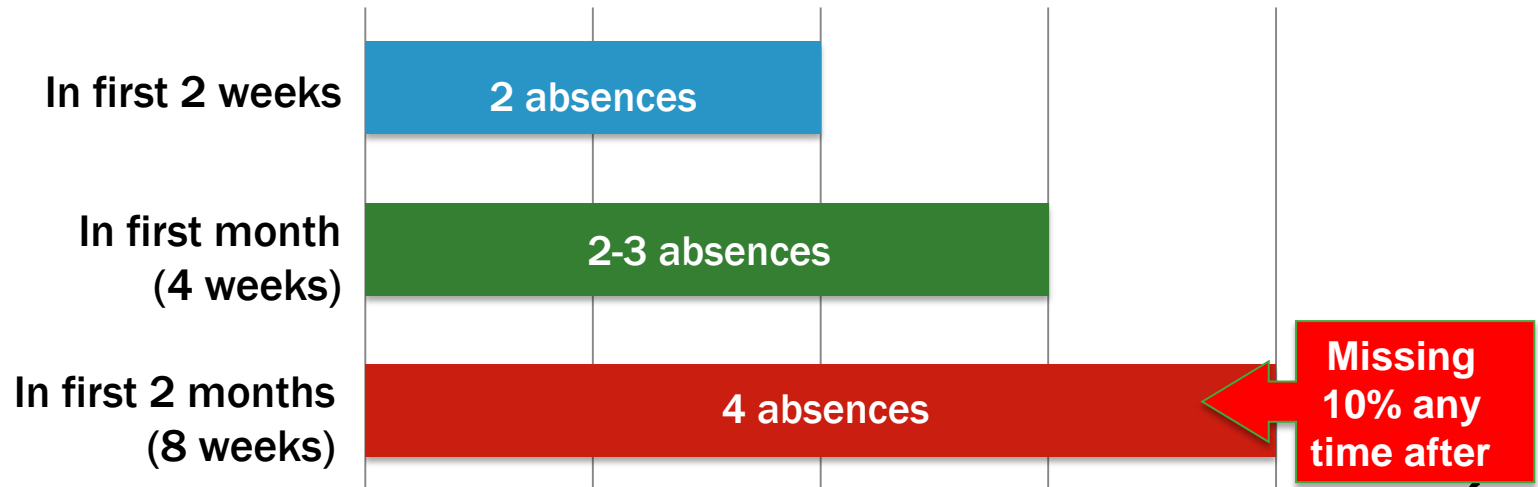 In first 2 weeks
2 absences
In first month
(4 weeks)
2-3 absences
In first 2 months
(8 weeks)
4 absences
Missing
10% any
time after